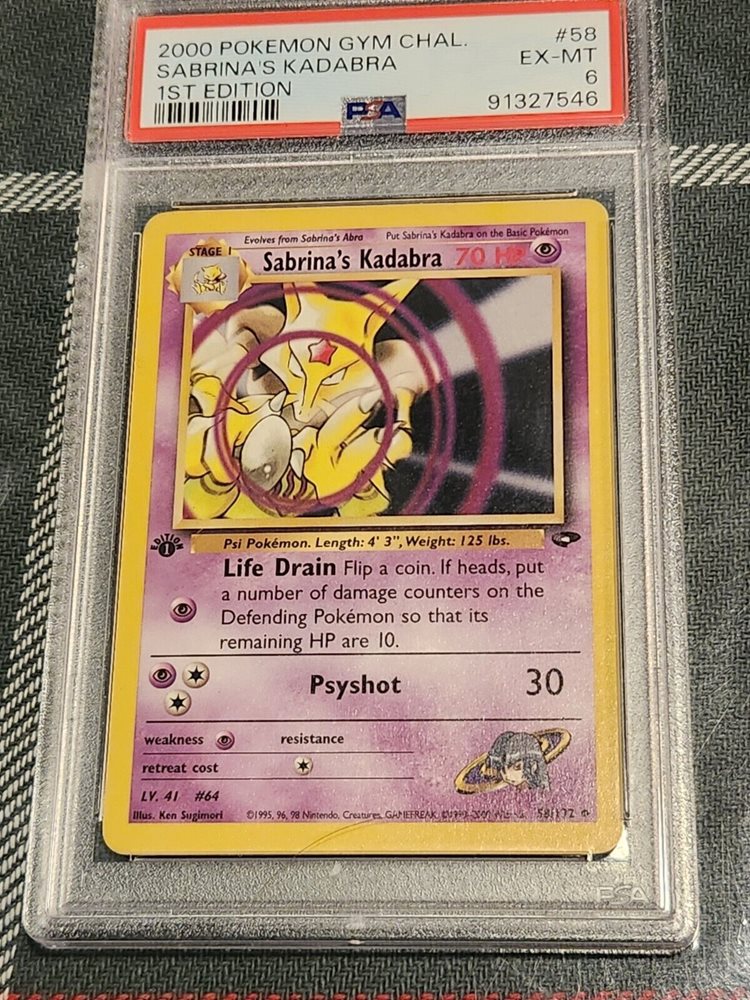 2000 POKEMON GYM CHAL. #58
SABRINA'S KADABRA EX-MT
1ST EDITION 6
PSA 91327546
Evolves from Sabrina's Abra Put Sabrina's Kadabra on the Basic Pokémon
STAGE 1 Sabrina's Kadabra 70 HP
EDITION 1
Psi Pokémon. Length: 4' 3", Weight: 125 lbs.
Life Drain Flip a coin. If heads, put
a number of damage counters on the
Defending Pokémon so that its
remaining HP are 10.
Psyshot 30
weakness resistance
retreat cost
LV. 41 #64
Illus. Ken Sugimori ©1995, 96, 98 Nintendo, Creatures, GAMEFREAK. 58/132
PSA